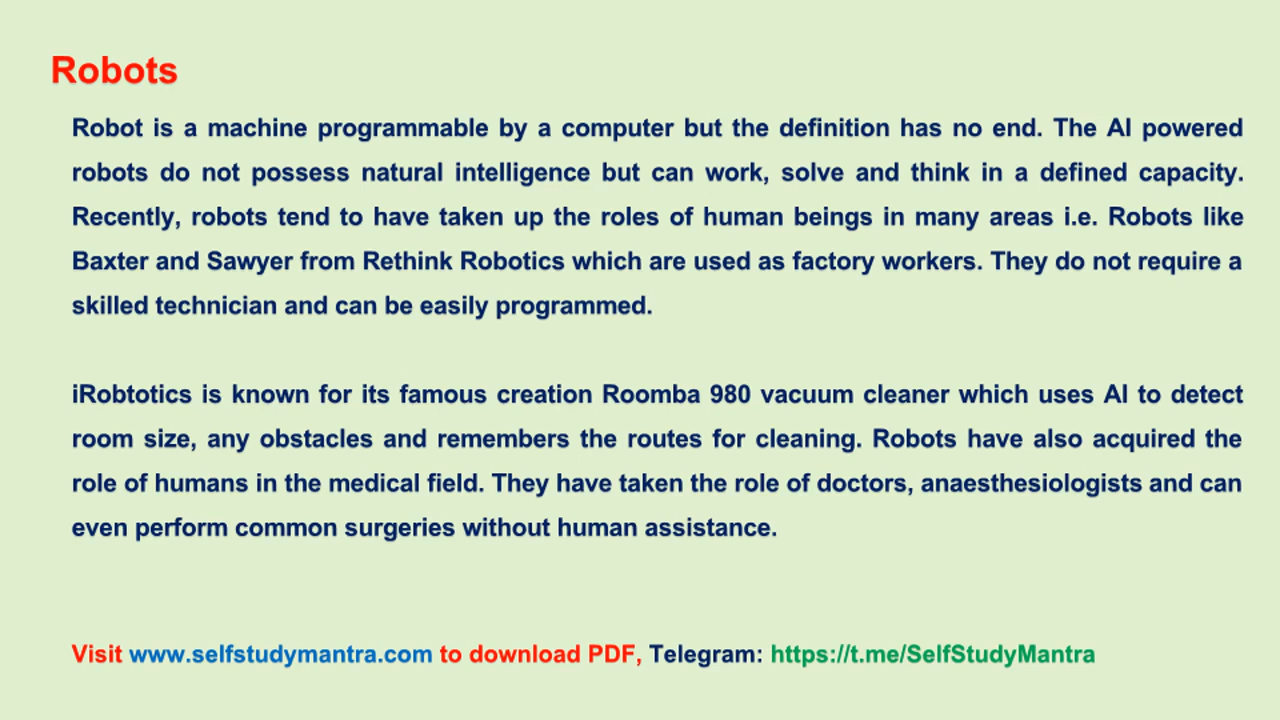 Robots
Robot is a machine programmable by a computer but the definition has no end. The AI powered
robots do not possess natural intelligence but can work, solve and think in a defined capacity.
Recently, robots tend to have taken up the roles of human beings in many areas i.e. Robots like
Baxter and Sawyer from Rethink Robotics which are used as factory workers. They do not require a
skilled technician and can be easily programmed.
iRobtotics is known for its famous creation Roomba 980 vacuum cleaner which uses AI to detect
room size, any obstacles and remembers the routes for cleaning. Robots have also acquired the
role of humans in the medical field. They have taken the role of doctors, anaesthesiologists and can
even perform common surgeries without human assistance.
Visit www.selfstudymantra.com to download PDF, Telegram: https://t.me/SelfStudyMantra